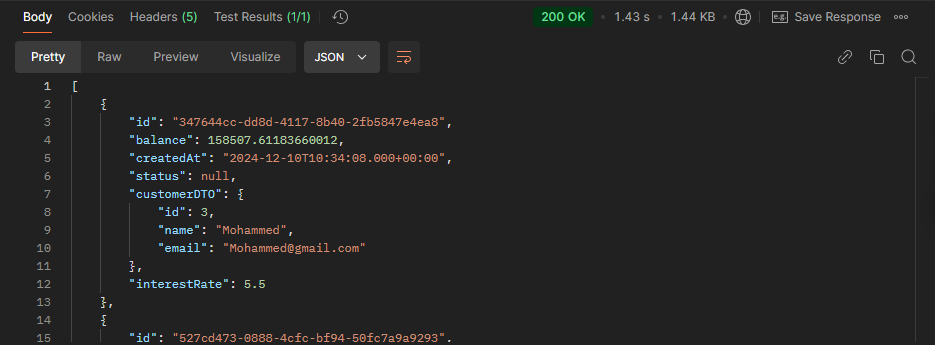 Body Cookies Headers (5) Test Results (1/1) 200 OK 1.43 s 1.44 KB e.g. Save Response
Pretty Raw Preview Visualize JSON
1 [
2 {
3 "id": "347644cc-dd8d-4117-8b40-2fb5847e4ea8",
4 "balance": 158507.61183660012,
5 "createdAt": "2024-12-10T10:34:08.000+00:00",
6 "status": null,
7 "customerDTO": {
8 "id": 3,
9 "name": "Mohammed",
10 "email": "Mohammed@gmail.com"
11 },
12 "interestRate": 5.5
13 },
14 {
15 "id": "527cd473-0888-4cfc-bf94-50fc7a9a9293",